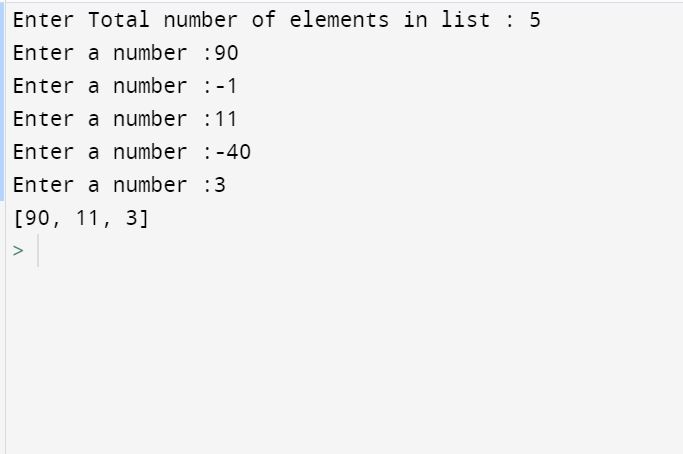 Enter Total number of elements in list : 5
Enter a number :90
Enter a number :-1
Enter a number :11
Enter a number :-40
Enter a number :3
[90, 11, 3]
>